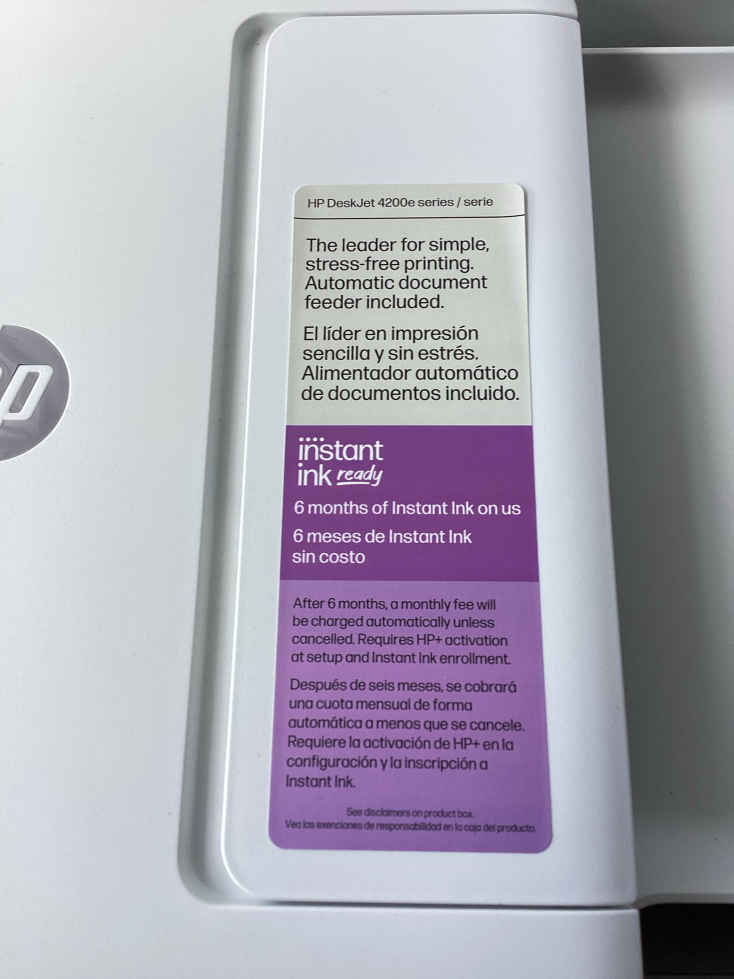 HP DeskJet 4200e series / serie
The leader for simple,
stress-free printing.
Automatic document
feeder included.
El líder en impresión
sencilla y sin estrés.
Alimentador automático
de documentos incluido.
instant
ink ready
6 months of Instant Ink on us
6 meses de Instant Ink
sin costo
After 6 months, a monthly fee will
be charged automatically unless
cancelled. Requires HP+ activation
at setup and Instant Ink enrollment.
Después de seis meses, se cobrará
una cuota mensual de forma
automática a menos que se cancele.
Requiere la activación de HP+ en la
configuración y la inscripción a
Instant Ink.
See disclaimers on product box.
Vea las exenciones de responsabilidad en la caja del producto.